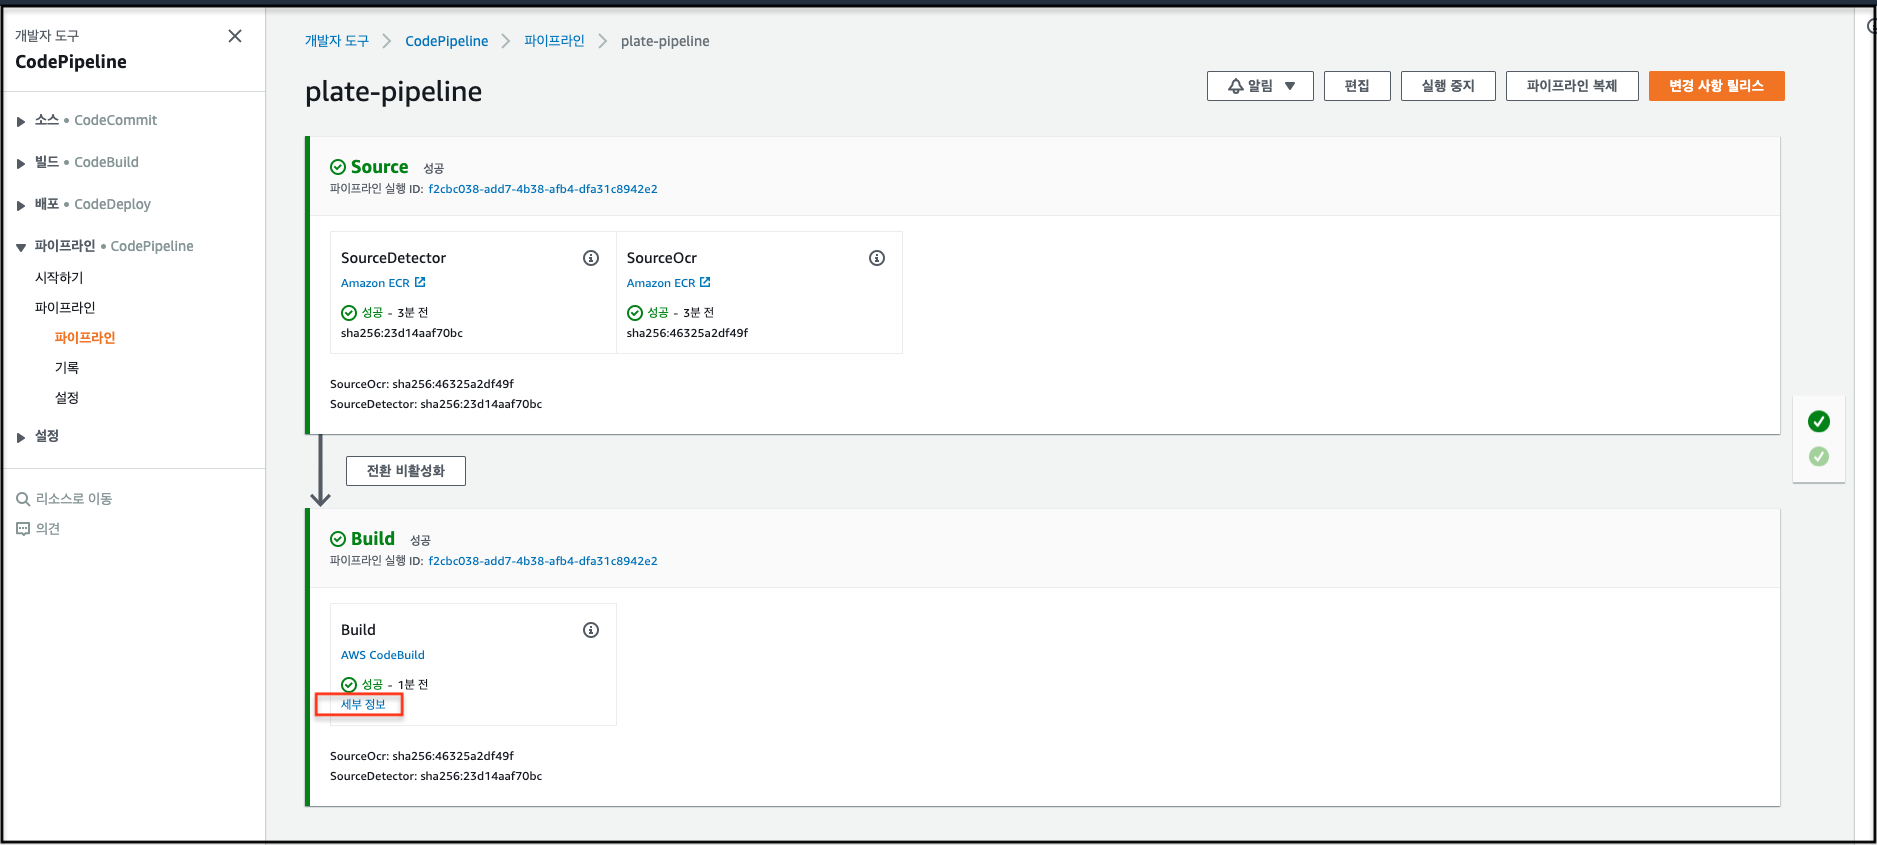 개발자 도구
CodePipeline
소스 • CodeCommit
빌드 • CodeBuild
배포 • CodeDeploy
파이프라인 • CodePipeline
시작하기
파이프라인
파이프라인
기록
설정
설정
리소스로 이동
의견
개발자 도구 > CodePipeline > 파이프라인 > plate-pipeline
plate-pipeline
알림 ▼
편집
실행 중지
파이프라인 복제
변경 사항 릴리스
Source 성공
파이프라인 실행 ID: f2cbc038-add7-4b38-afb4-dfa31c8942e2
SourceDetector
Amazon ECR
성공 - 3분 전
sha256:23d14aaf70bc
SourceOcr
Amazon ECR
성공 - 3분 전
sha256:46325a2df49f
SourceOcr: sha256:46325a2df49f
SourceDetector: sha256:23d14aaf70bc
전환 비활성화
Build 성공
파이프라인 실행 ID: f2cbc038-add7-4b38-afb4-dfa31c8942e2
Build
AWS CodeBuild
성공 - 1분 전
세부 정보
SourceOcr: sha256:46325a2df49f
SourceDetector: sha256:23d14aaf70bc